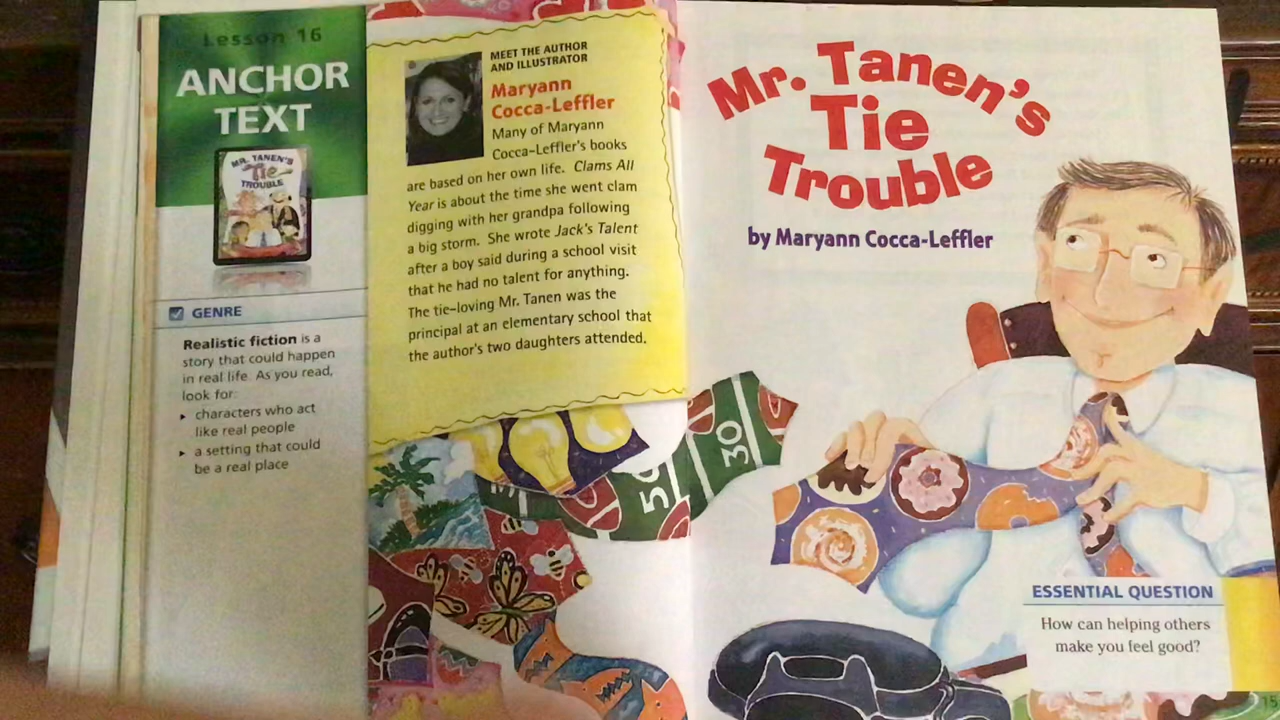 Lesson 16
ANCHOR
TEXT
MR. TANEN'S
Tie
TROUBLE
GENRE
Realistic fiction is a
story that could happen
in real life. As you read,
look for:
characters who act
like real people
a setting that could
be a real place
MEET THE AUTHOR
AND ILLUSTRATOR
Maryann
Cocca-Leffler
Many of Maryann
Cocca-Leffler's books
are based on her own life. Clams All
Year is about the time she went clam
digging with her grandpa following
a big storm. She wrote Jack's Talent
after a boy said during a school visit
that he had no talent for anything.
The tie-loving Mr. Tanen was the
principal at an elementary school that
the author's two daughters attended.
50
30
Mr. Tanen's
Tie
Trouble
by Maryann Cocca-Leffler
ESSENTIAL QUESTION
How can helping others
make you feel good?
15